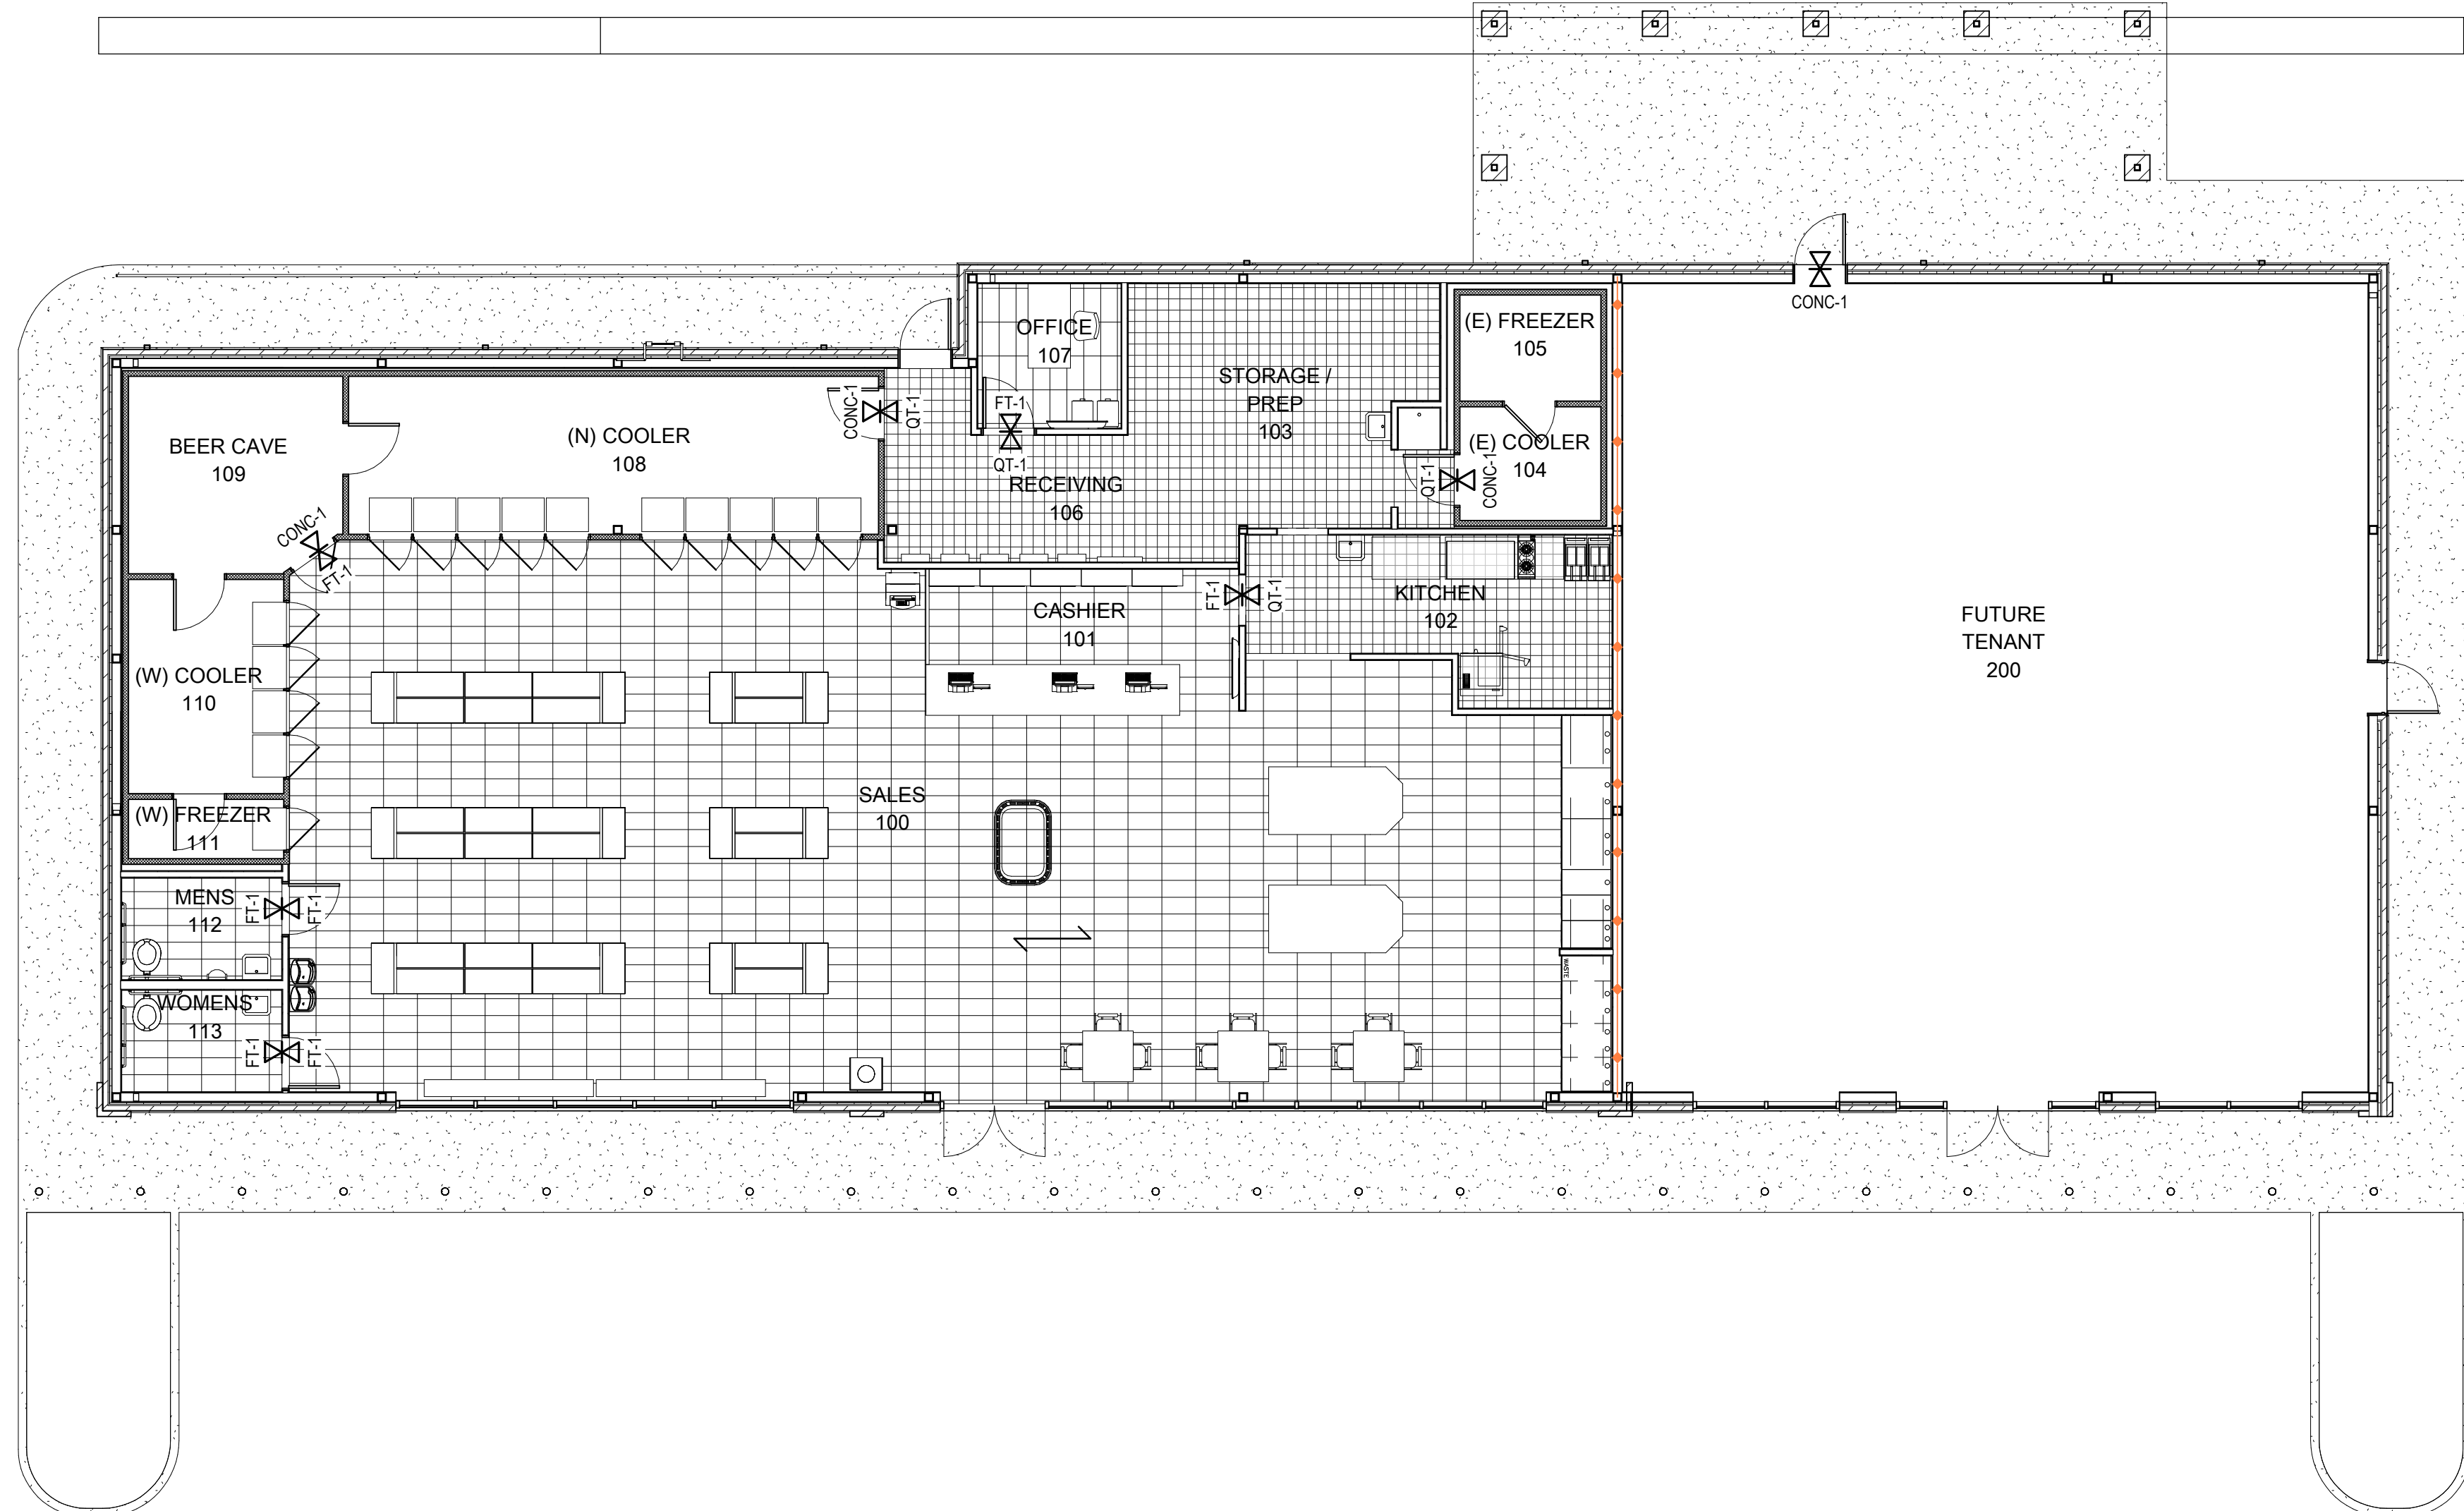 CONC-1
OFFICE
107
(E) FREEZER
105
STORAGE /
PREP
103
FT-1
QT-1
CONC-1
QT-1
BEER CAVE
109
(N) COOLER
108
(E) COOLER
104
QT-1
CONC-1
RECEIVING
106
CONC-1
FT-1
CASHIER
101
FT-1
QT-1
KITCHEN
102
FUTURE
TENANT
200
(W) COOLER
110
SALES
100
(W) FREEZER
111
MENS
112
FT-1
FT-1
WASTE
WOMENS
113
FT-1
FT-1